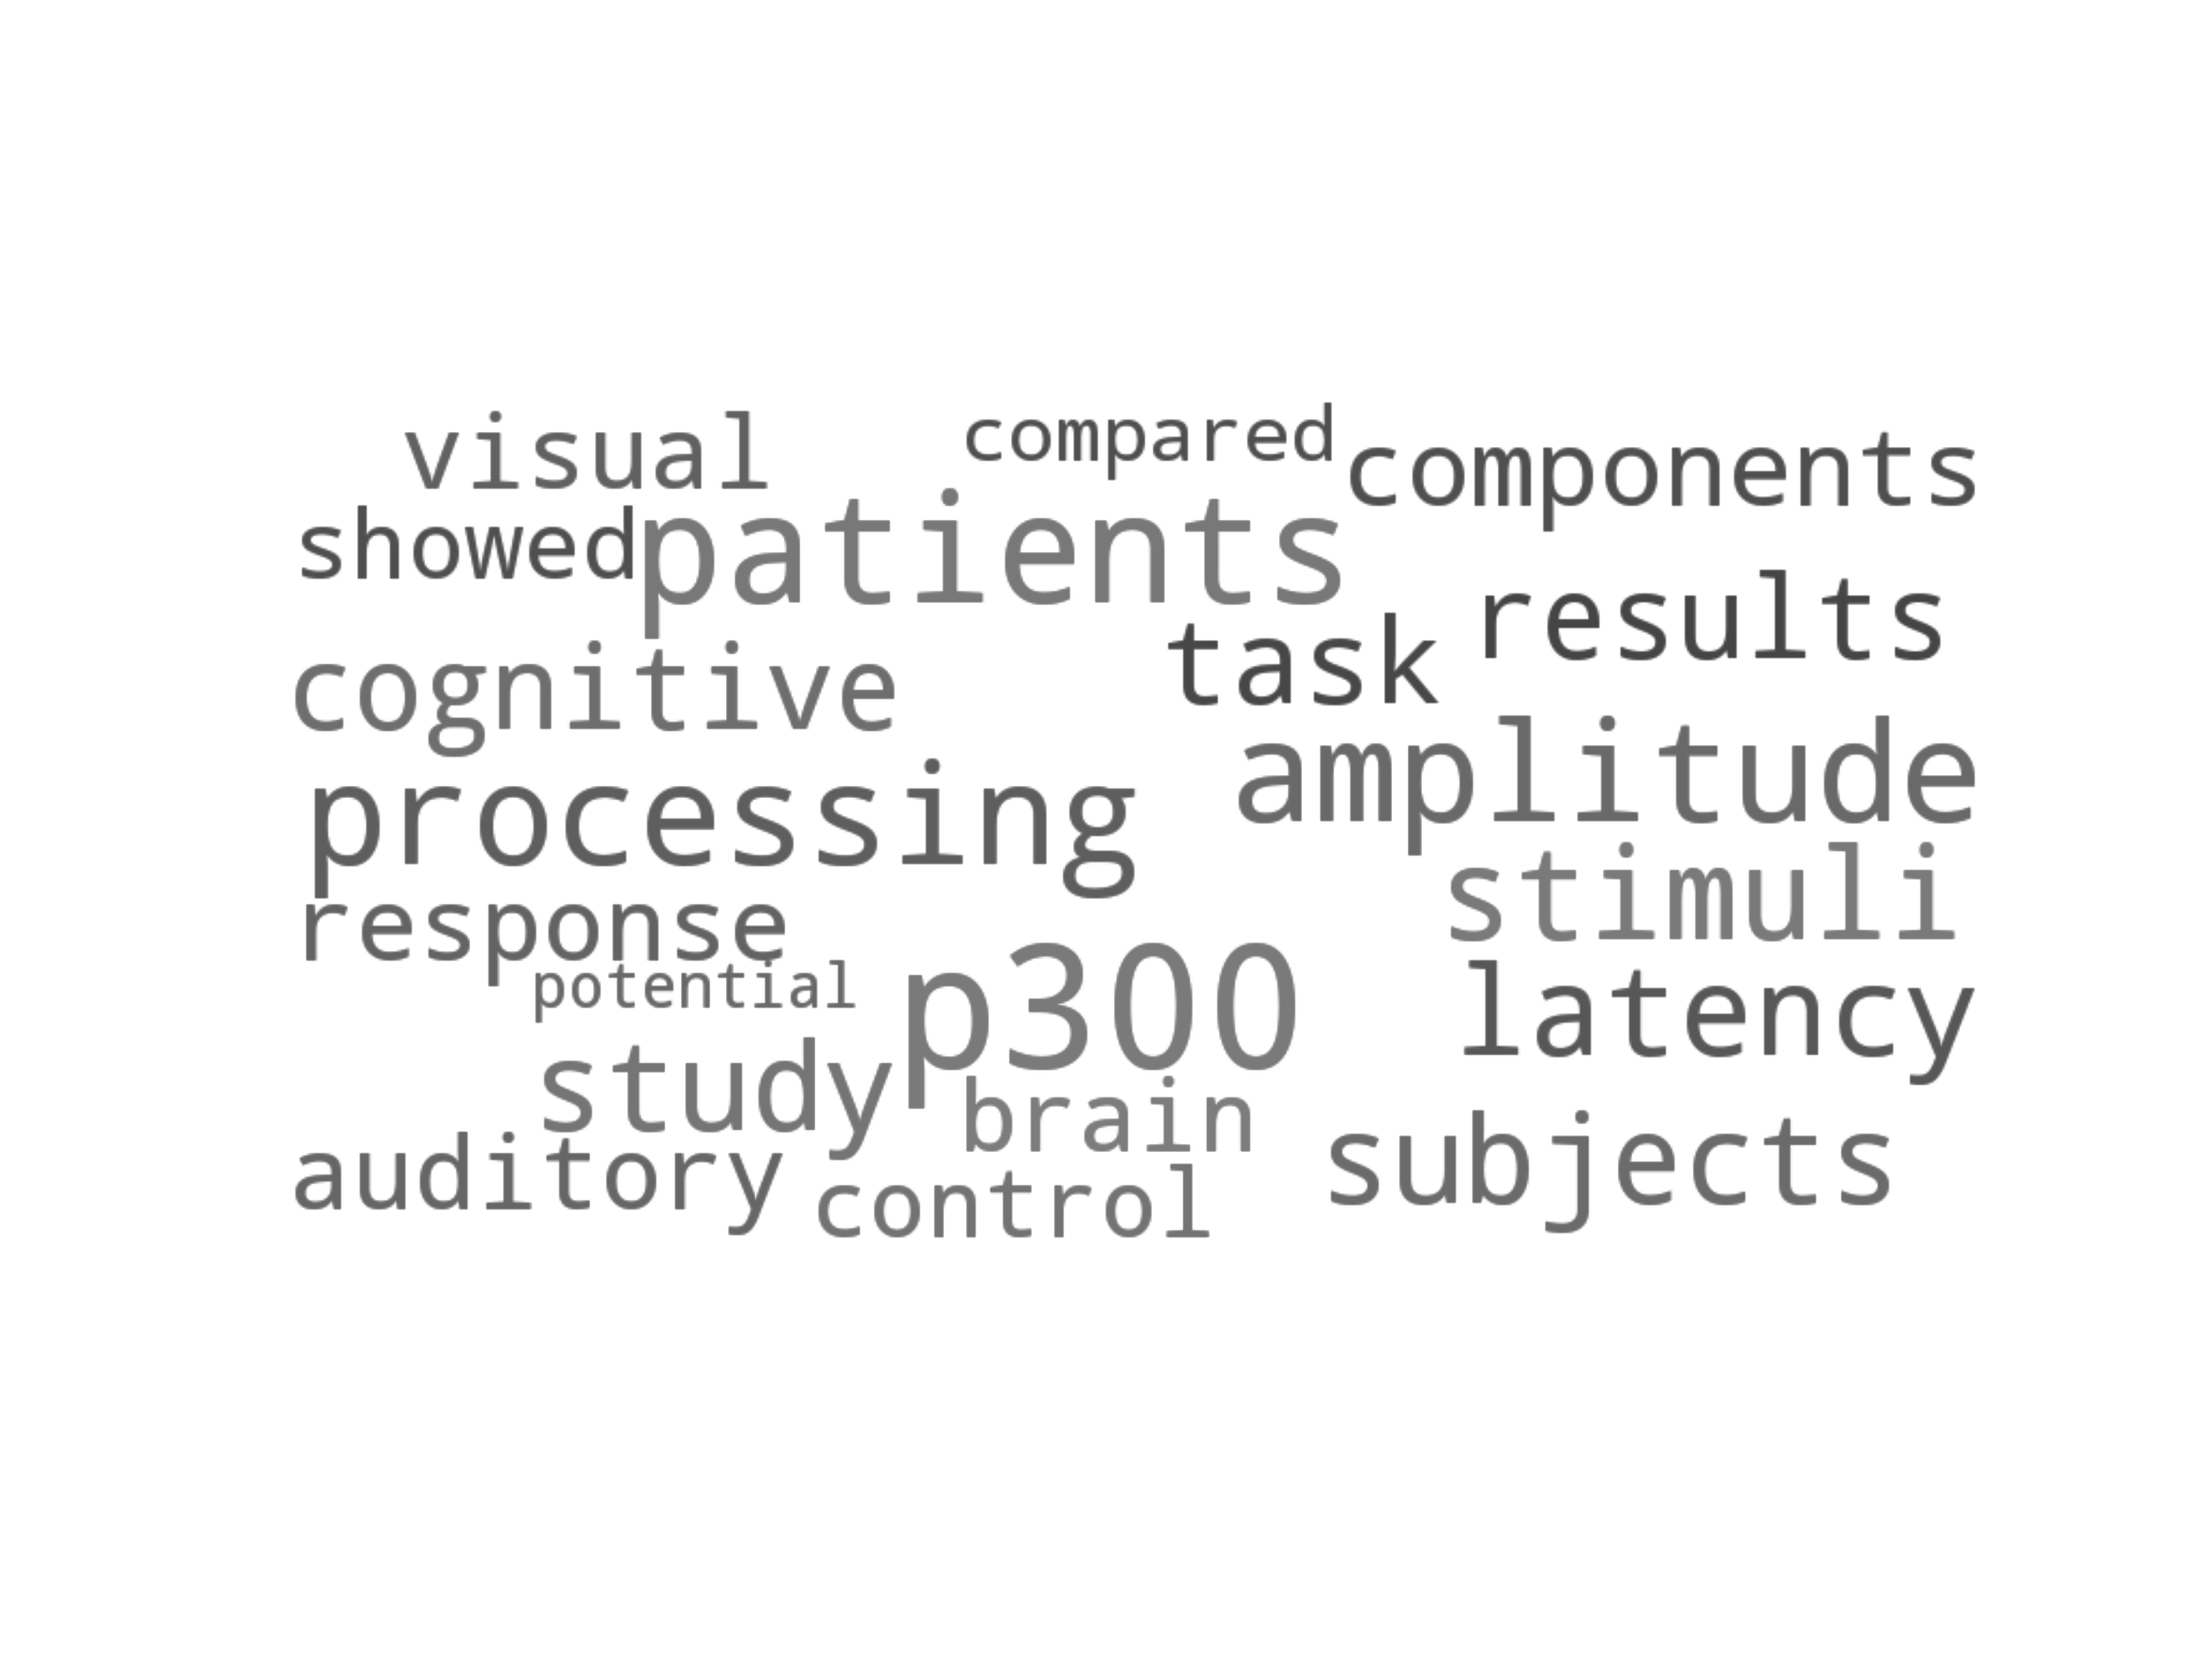 visual
compared
components
showed
patients
results
task
cognitive
amplitude
processing
stimuli
response
potential
p300
latency
study
brain
subjects
auditory
control